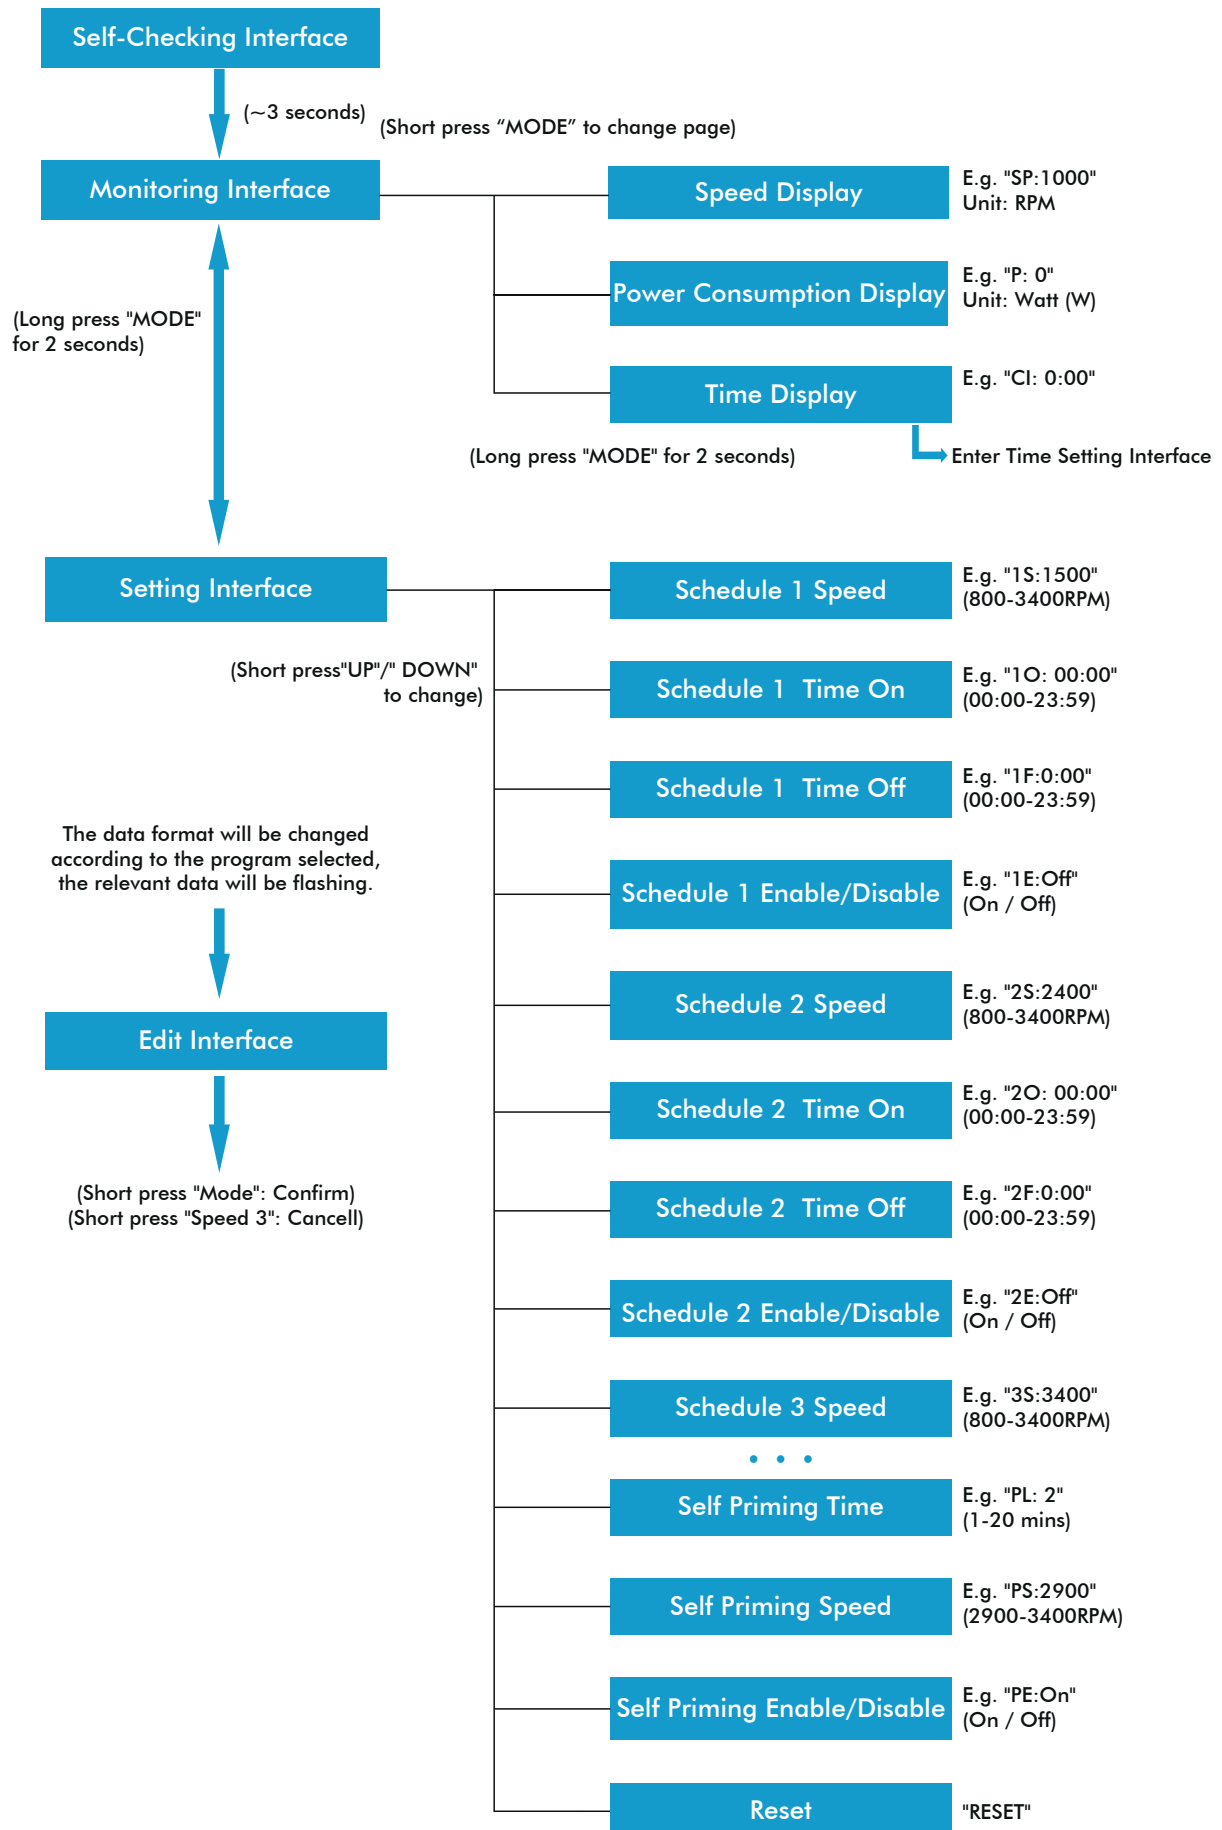 Self-Checking Interface
(~3 seconds)
(Short press “MODE” to change page)
Monitoring Interface
Speed Display
E.g. "SP:1000"
Unit: RPM
Power Consumption Display
E.g. "P: 0"
Unit: Watt (W)
(Long press "MODE"
for 2 seconds)
Time Display
E.g. "CI: 0:00"
(Long press "MODE" for 2 seconds)
Enter Time Setting Interface
Setting Interface
Schedule 1 Speed
E.g. "1S:1500"
(800-3400RPM)
(Short press"UP"/" DOWN"
to change)
Schedule 1 Time On
E.g. "1O: 00:00"
(00:00-23:59)
Schedule 1 Time Off
E.g. "1F:0:00"
(00:00-23:59)
The data format will be changed
according to the program selected,
the relevant data will be flashing.
Schedule 1 Enable/Disable
E.g. "1E:Off"
(On / Off)
Schedule 2 Speed
E.g. "2S:2400"
(800-3400RPM)
Edit Interface
Schedule 2 Time On
E.g. "2O: 00:00"
(00:00-23:59)
(Short press "Mode": Confirm)
(Short press "Speed 3": Cancell)
Schedule 2 Time Off
E.g. "2F:0:00"
(00:00-23:59)
Schedule 2 Enable/Disable
E.g. "2E:Off"
(On / Off)
Schedule 3 Speed
E.g. "3S:3400"
(800-3400RPM)
• • •
Self Priming Time
E.g. "PL: 2"
(1-20 mins)
Self Priming Speed
E.g. "PS:2900"
(2900-3400RPM)
Self Priming Enable/Disable
E.g. "PE:On"
(On / Off)
Reset
"RESET"